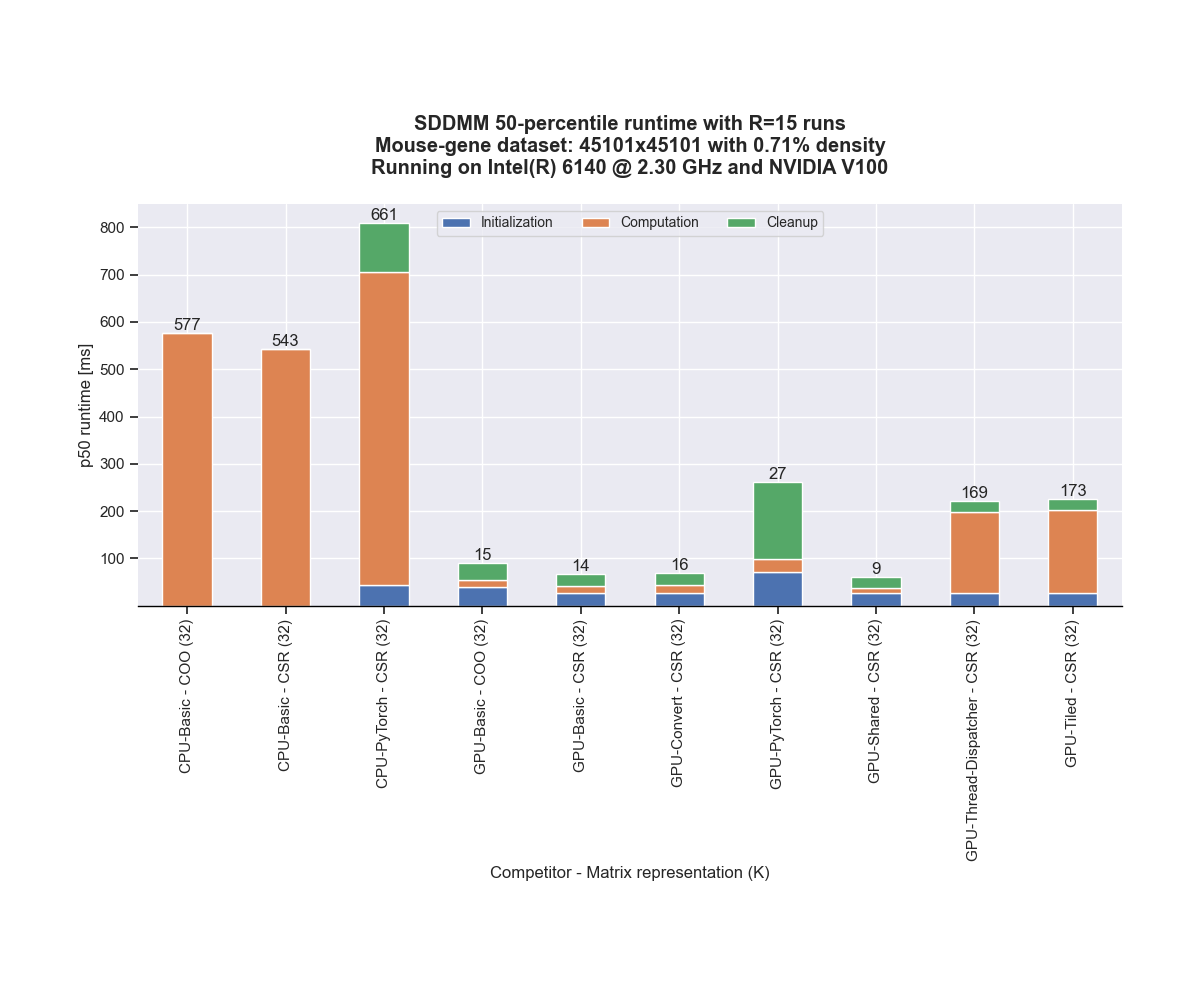 SDDMM 50-percentile runtime with R=15 runs
Mouse-gene dataset: 45101x45101 with 0.71% density
Running on Intel(R) 6140 @ 2.30 GHz and NVIDIA V100
Initialization
Computation
Cleanup
p50 runtime [ms]
800
700
600
500
400
300
200
100
577
543
661
15
14
16
27
9
169
173
CPU-Basic - COO (32)
CPU-Basic - CSR (32)
CPU-PyTorch - CSR (32)
GPU-Basic - COO (32)
GPU-Basic - CSR (32)
GPU-Convert - CSR (32)
GPU-PyTorch - CSR (32)
GPU-Shared - CSR (32)
GPU-Thread-Dispatcher - CSR (32)
GPU-Tiled - CSR (32)
Competitor - Matrix representation (K)